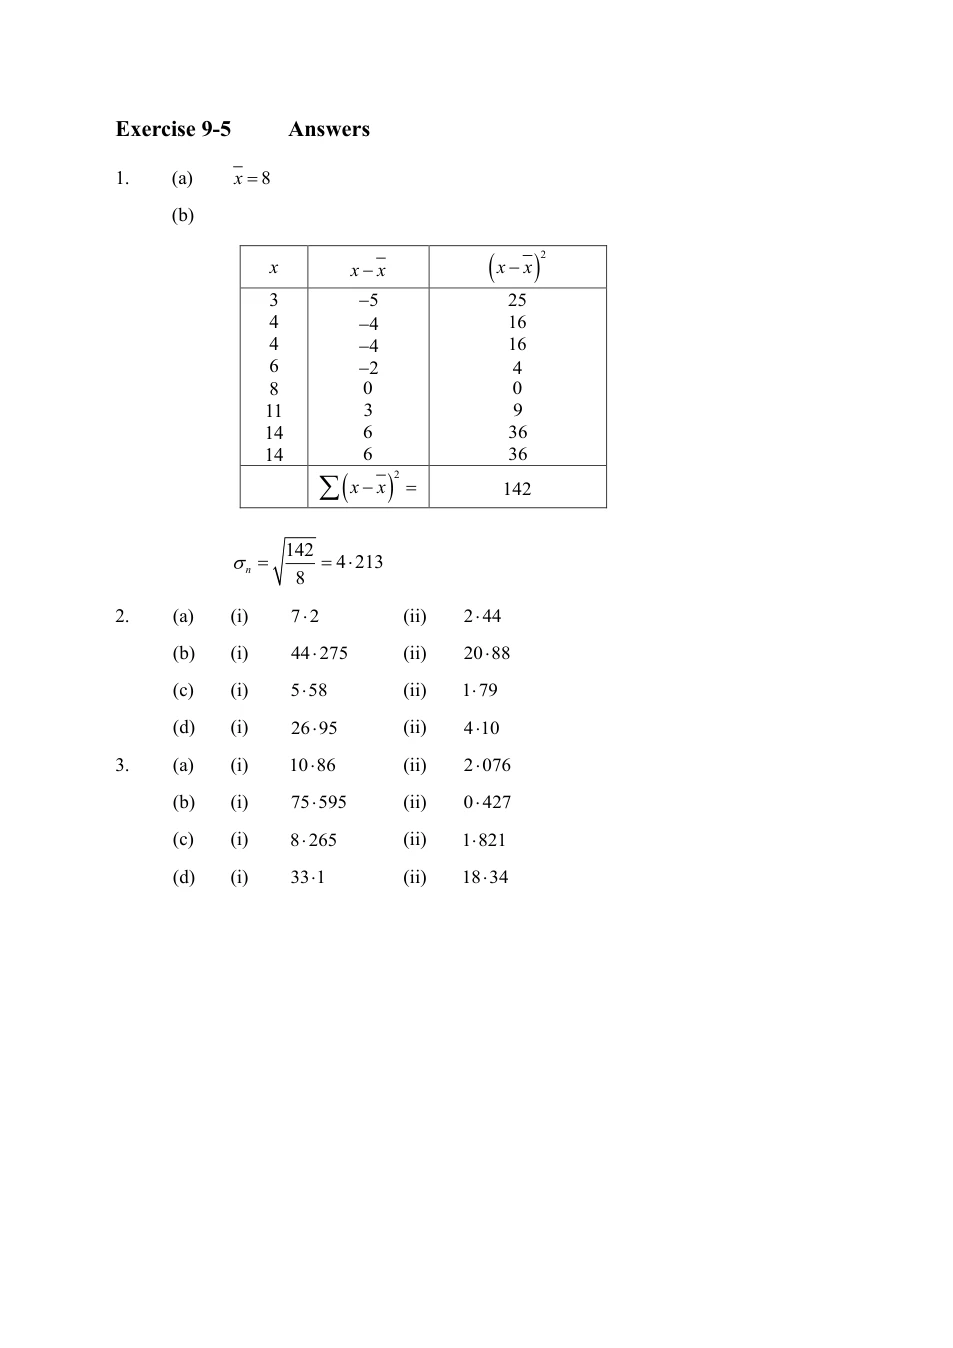 Exercise 9-5 Answers
1. (a) x̅ = 8
(b)
x x − x̅ (x − x̅)²
3 −5 25
4 −4 16
4 −4 16
6 −2 4
8 0 0
11 3 9
14 6 36
14 6 36
∑(x − x̅)² = 142
σₙ = √(142/8) = 4·213
2. (a) (i) 7·2 (ii) 2·44
(b) (i) 44·275 (ii) 20·88
(c) (i) 5·58 (ii) 1·79
(d) (i) 26·95 (ii) 4·10
3. (a) (i) 10·86 (ii) 2·076
(b) (i) 75·595 (ii) 0·427
(c) (i) 8·265 (ii) 1·821
(d) (i) 33·1 (ii) 18·34